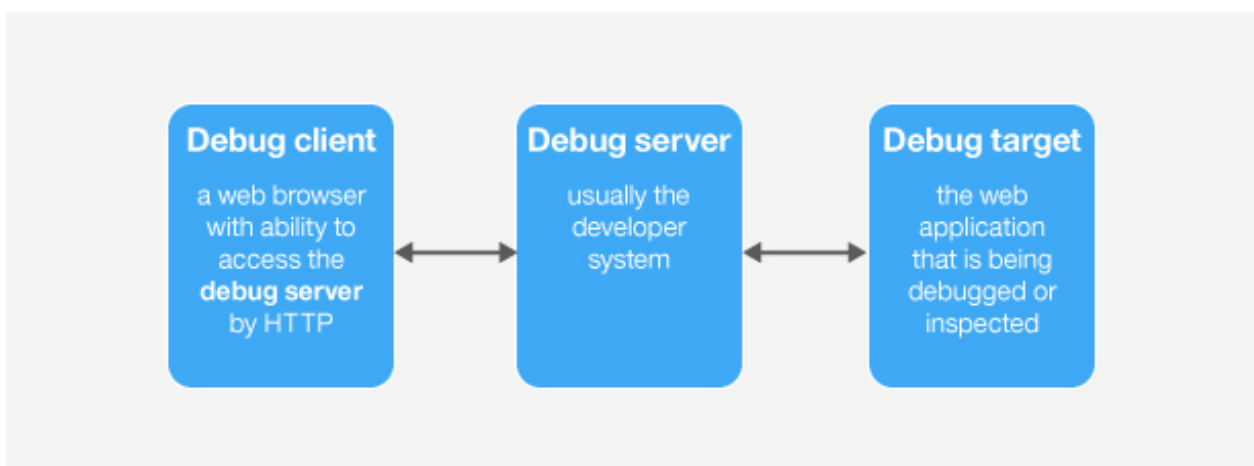 Debug client
a web browser
with ability to
access the
debug server
by HTTP
Debug server
usually the
developer
system
Debug target
the web
application
that is being
debugged or
inspected